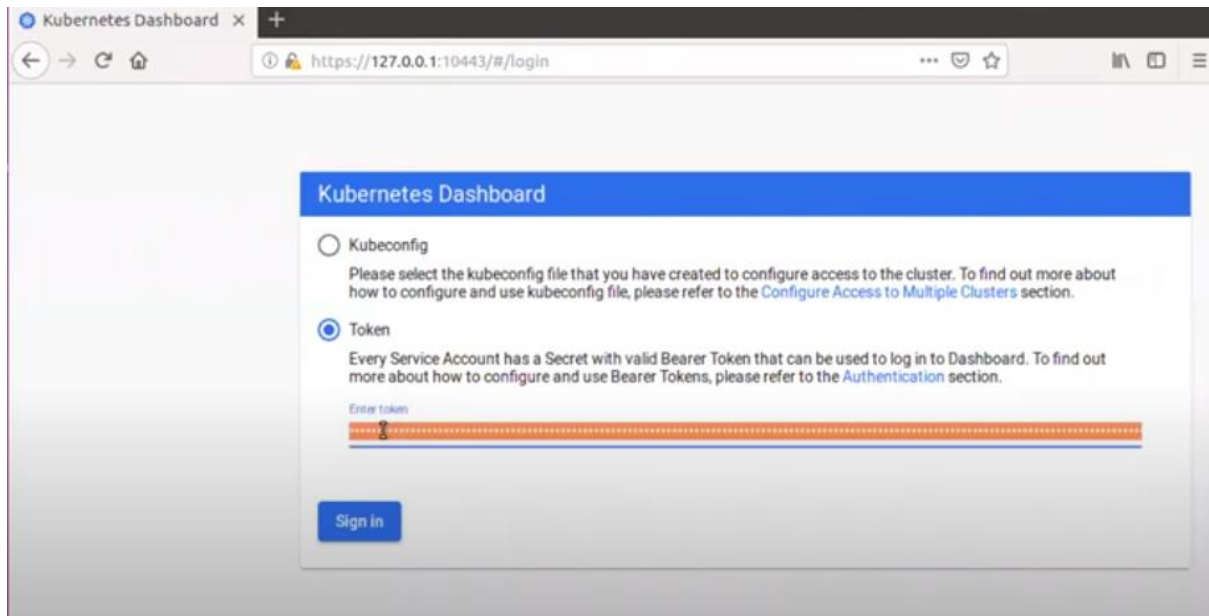 Kubernetes Dashboard
https://127.0.0.1:10443/#/login
Kubernetes Dashboard
Kubeconfig
Please select the kubeconfig file that you have created to configure access to the cluster. To find out more about
how to configure and use kubeconfig file, please refer to the Configure Access to Multiple Clusters section.
Token
Every Service Account has a Secret with valid Bearer Token that can be used to log in to Dashboard. To find out
more about how to configure and use Bearer Tokens, please refer to the Authentication section.
Enter token
Sign in